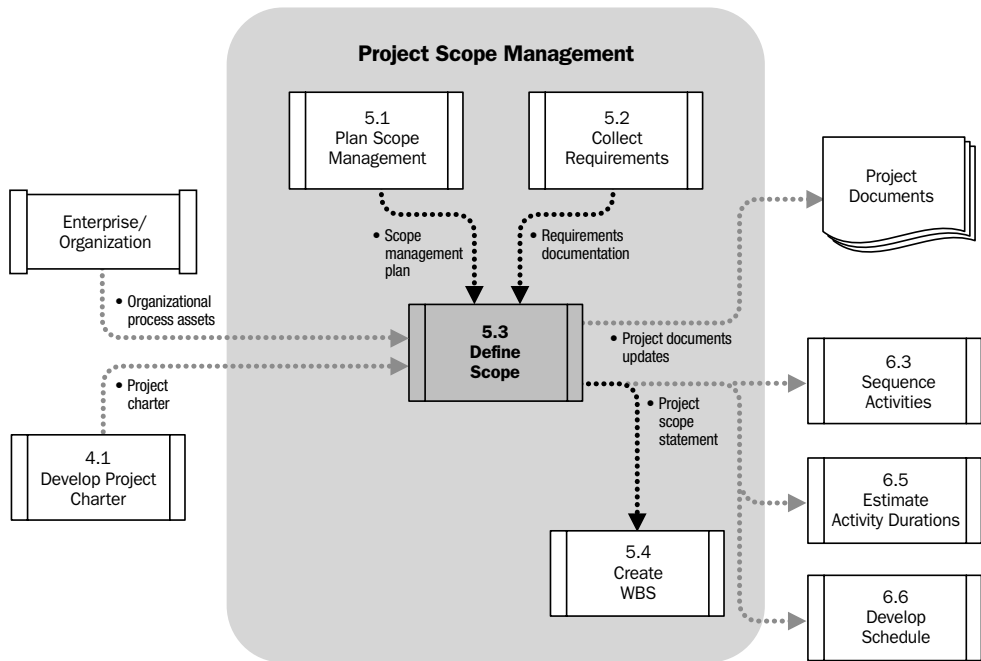 Project Scope Management
5.1
Plan Scope
Management
5.2
Collect
Requirements
Project
Documents
Enterprise/
Organization
• Scope
management
plan
• Requirements
documentation
• Organizational
process assets
5.3
Define
Scope
• Project documents
updates
6.3
Sequence
Activities
• Project
charter
• Project
scope
statement
4.1
Develop Project
Charter
6.5
Estimate
Activity Durations
5.4
Create
WBS
6.6
Develop
Schedule